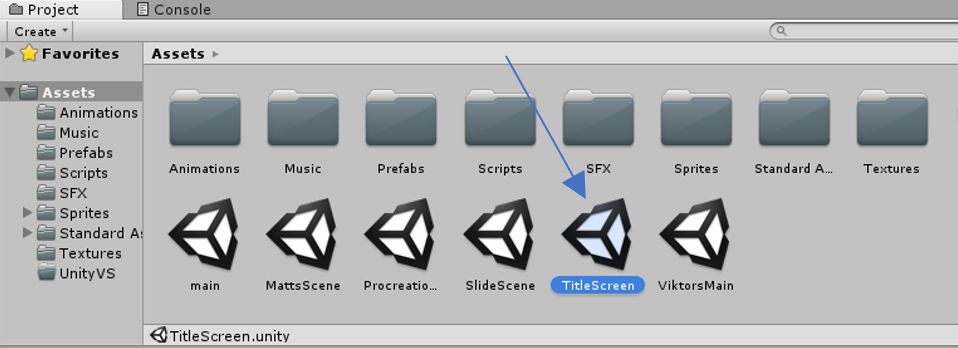 Project
Console
Create
Favorites
Assets
Animations
Music
Prefabs
Scripts
SFX
Sprites
Standard As
Textures
UnityVS
Assets
Animations Music Prefabs Scripts SFX Sprites Standard A... Textures
main MattsScene Procreatio... SlideScene TitleScreen ViktorsMain
TitleScreen.unity